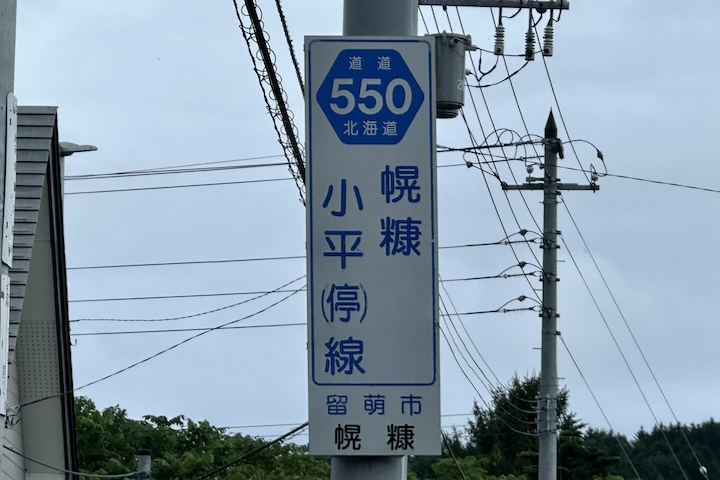 道道
550
北海道
幌糠
小平(停)線
留萌市
幌糠